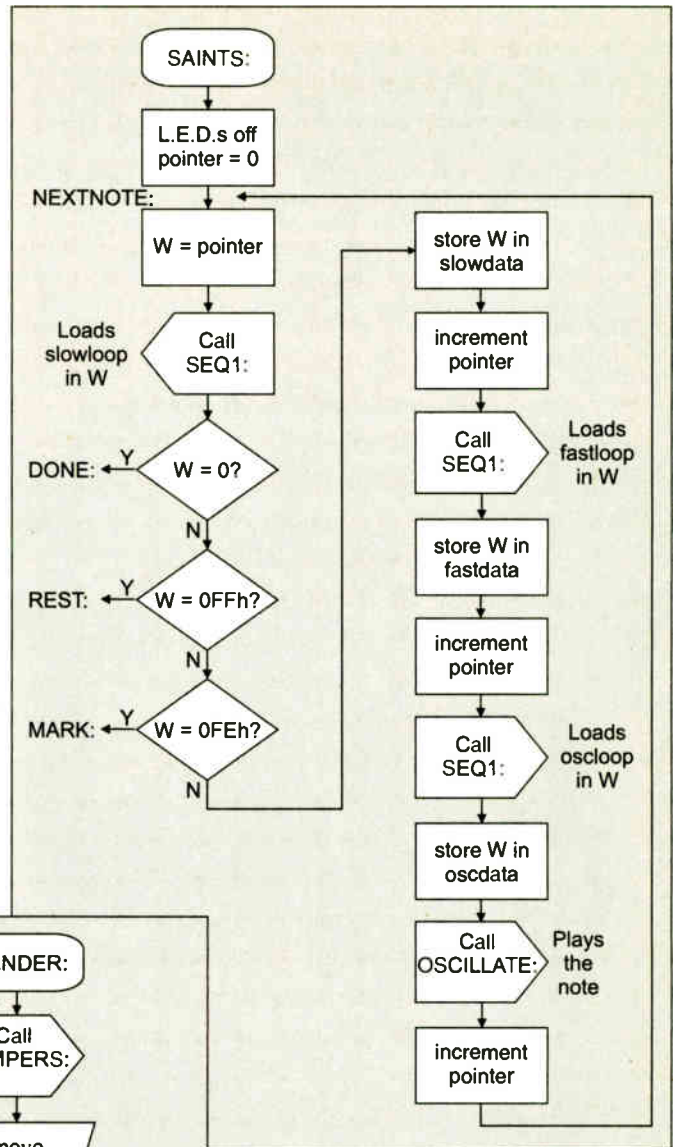 SAINTS:
L.E.D.s off
pointer = 0
NEXTNOTE:
W = pointer
Loads
slowloop
in W
Call
SEQ1:
DONE:
Y
W = 0?
N
REST:
Y
W = 0FFh?
N
MARK:
Y
W = 0FEh?
N
store W in
slowdata
increment
pointer
Call
SEQ1:
Loads
fastloop
in W
store W in
fastdata
increment
pointer
Call
SEQ1:
Loads
oscloop
in W
store W in
oscdata
Call
OSCILLATE:
Plays
the
note
increment
pointer
NDER:
Call
MPERS: